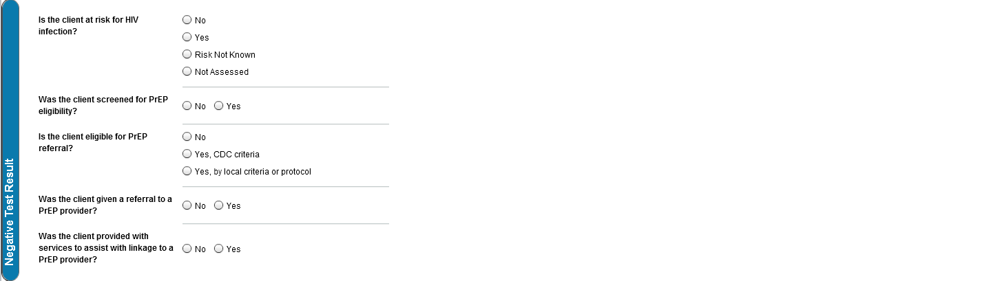 Negative Test Result
Is the client at risk for HIV
infection?
No
Yes
Risk Not Known
Not Assessed
Was the client screened for PrEP
eligibility?
No Yes
Is the client eligible for PrEP
referral?
No
Yes, CDC criteria
Yes, by local criteria or protocol
Was the client given a referral to a
PrEP provider?
No Yes
Was the client provided with
services to assist with linkage to a
PrEP provider?
No Yes